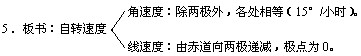 角速度：除两极外，各处相等（15°/小时）。
5．板书：自转速度
线速度：由赤道向两极递减，极点为0。